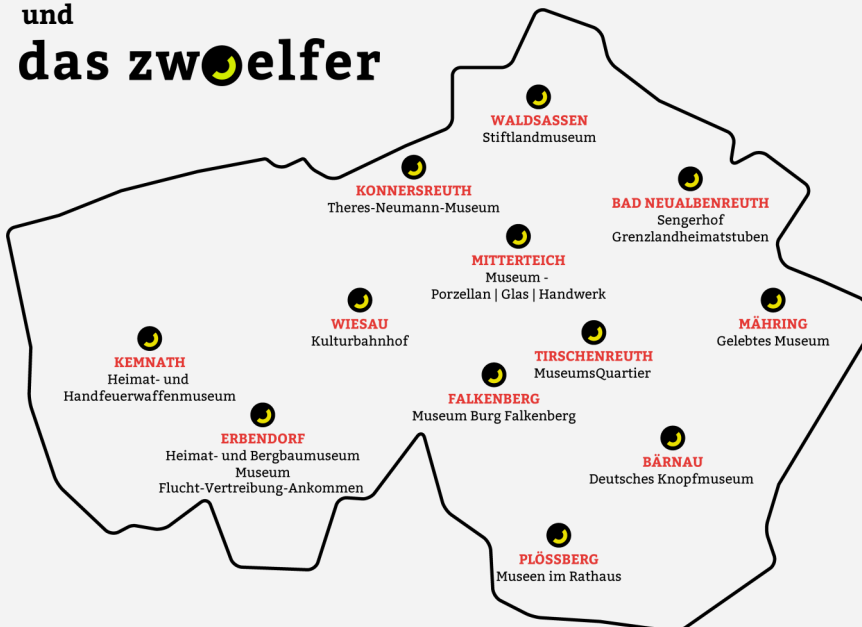 und
das zwoelfer
WALDSASSEN
Stiftlandmuseum
KONNERSREUTH
Theres-Neumann-Museum
BAD NEUALBENREUTH
Sengerhof
Grenzlandheimatstuben
MITTERTEICH
Museum -
Porzellan | Glas | Handwerk
WIESAU
Kulturbahnhof
MÄHRING
Gelebtes Museum
TIRSCHENREUTH
MuseumsQuartier
KEMNATH
Heimat- und
Handfeuerwaffenmuseum
FALKENBERG
Museum Burg Falkenberg
ERBENDORF
Heimat- und Bergbaumuseum
Museum
Flucht-Vertreibung-Ankommen
BÄRNAU
Deutsches Knopfmuseum
PLÖSSBERG
Museen im Rathaus